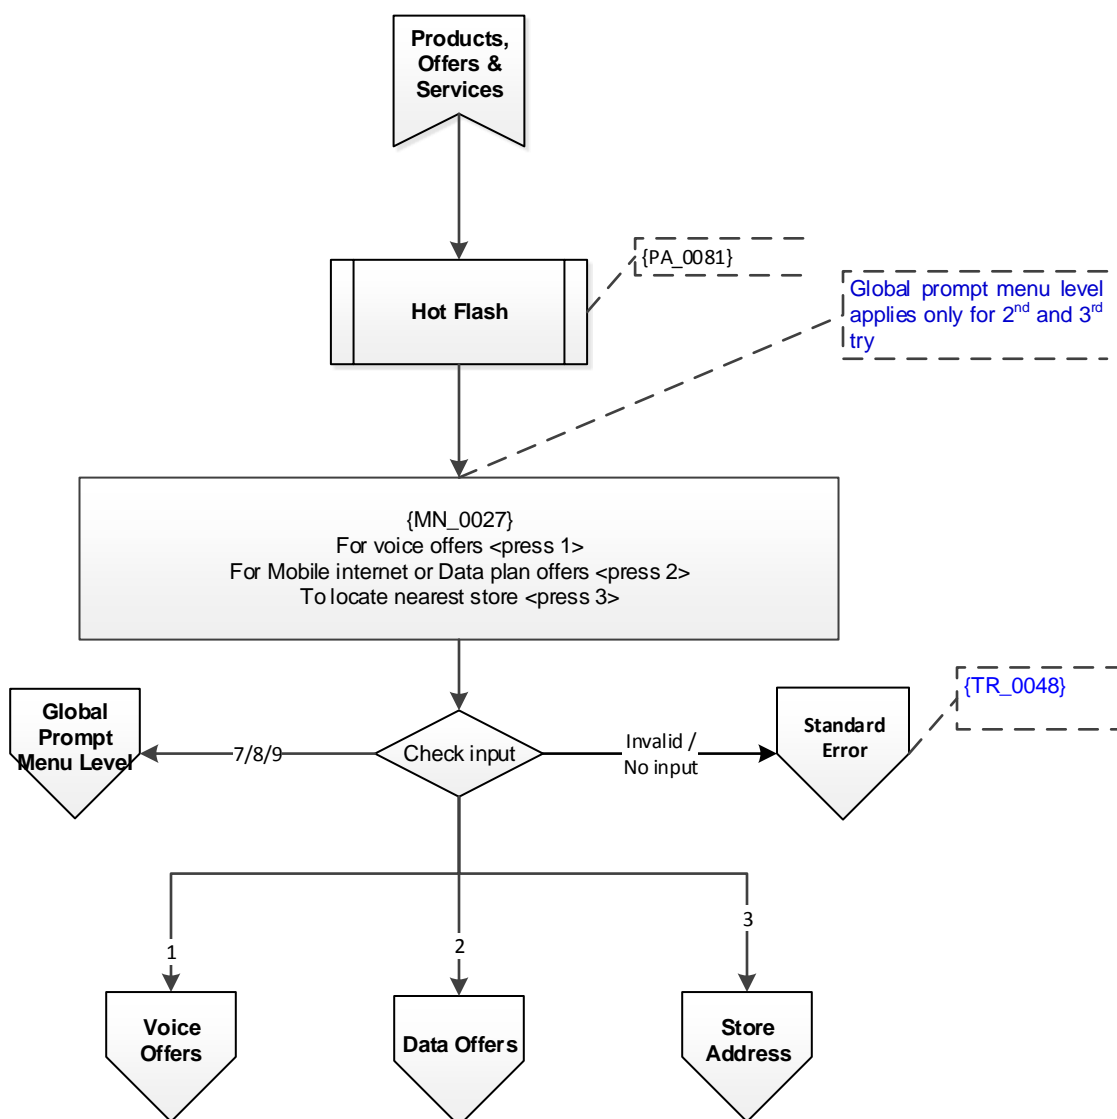 Products,
Offers &
Services
{PA_0081}
Hot Flash
Global prompt menu level
applies only for 2nd and 3rd
try
{MN_0027}
For voice offers <press 1>
For Mobile internet or Data plan offers <press 2>
To locate nearest store <press 3>
{TR_0048}
Global
Prompt
Menu Level
7/8/9
Check input
Invalid /
No input
Standard
Error
1
2
3
Voice
Offers
Data Offers
Store
Address